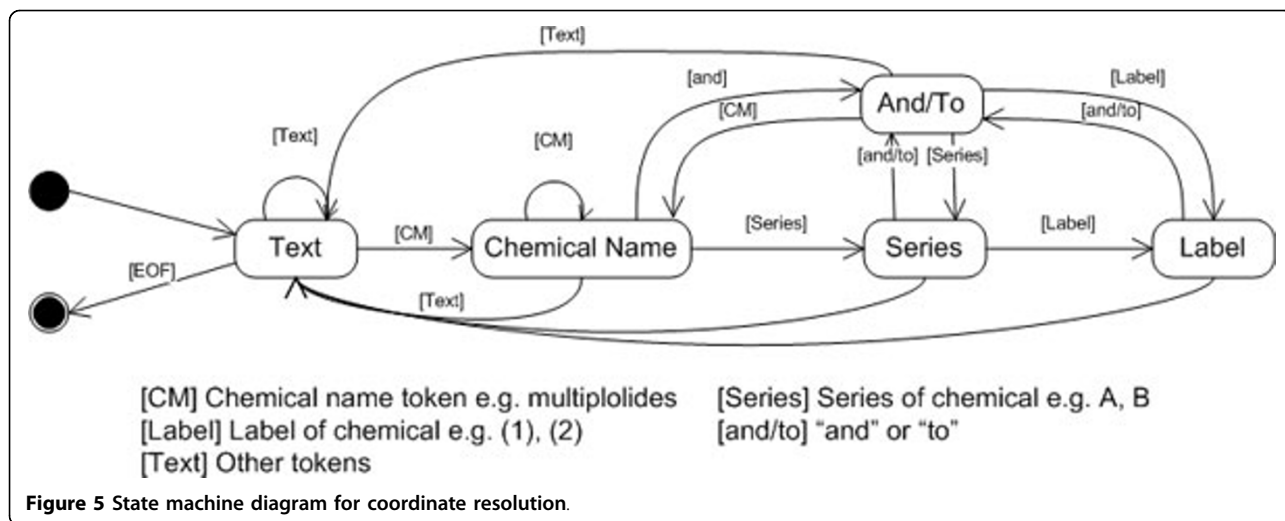 [Text]
[and]
[Label]
And/To
[CM]
[and/to]
[Text]
[CM]
[and/to]
[Series]
Text
[CM]
Chemical Name
[Series]
Series
[Label]
Label
[EOF]
[Text]
[CM] Chemical name token e.g. multiplolides
[Label] Label of chemical e.g. (1), (2)
[Text] Other tokens
[Series] Series of chemical e.g. A, B
[and/to] “and” or “to”
Figure 5 State machine diagram for coordinate resolution.